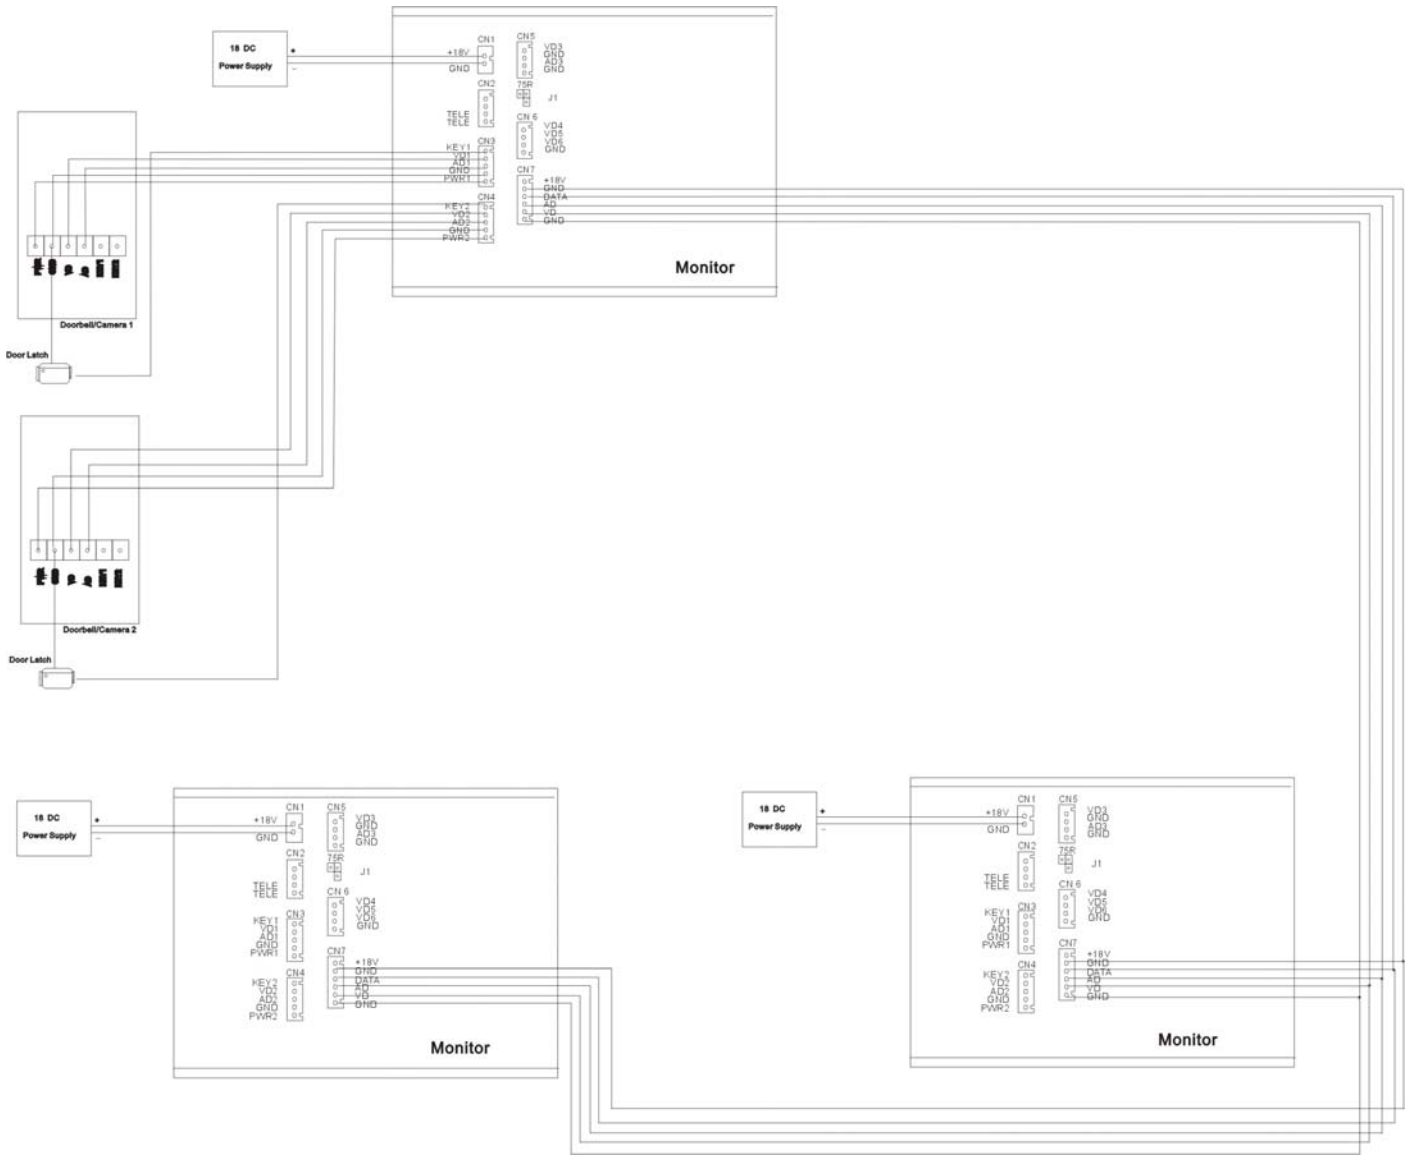 18 DC
Power Supply
+
–
CN1
+18V
GND
CN2
TELE
TELE
CN3
KEY1
VD1
AD1
GND
PWR1
CN4
KEY2
VD2
AD2
GND
PWR2
CN5
VD3
GND
AD3
GND
75R
J1
CN 6
VD4
VD5
VD6
GND
CN7
+18V
GND
DATA
AD
VD
GND
Monitor
Doorbell/Camera 1
Door Latch
Doorbell/Camera 2
Door Latch
18 DC
Power Supply
+
–
CN1
+18V
GND
CN2
TELE
TELE
CN3
KEY1
VD1
AD1
GND
PWR1
CN4
KEY2
VD2
AD2
GND
PWR2
CN5
VD3
GND
AD3
GND
75R
J1
CN 6
VD4
VD5
VD6
GND
CN7
+18V
GND
DATA
AD
VD
GND
Monitor
18 DC
Power Supply
+
–
CN1
+18V
GND
CN2
TELE
TELE
CN3
KEY1
VD1
AD1
GND
PWR1
CN4
KEY2
VD2
AD2
GND
PWR2
CN5
VD3
GND
AD3
GND
75R
J1
CN 6
VD4
VD5
VD6
GND
CN7
+18V
GND
DATA
AD
VD
GND
Monitor